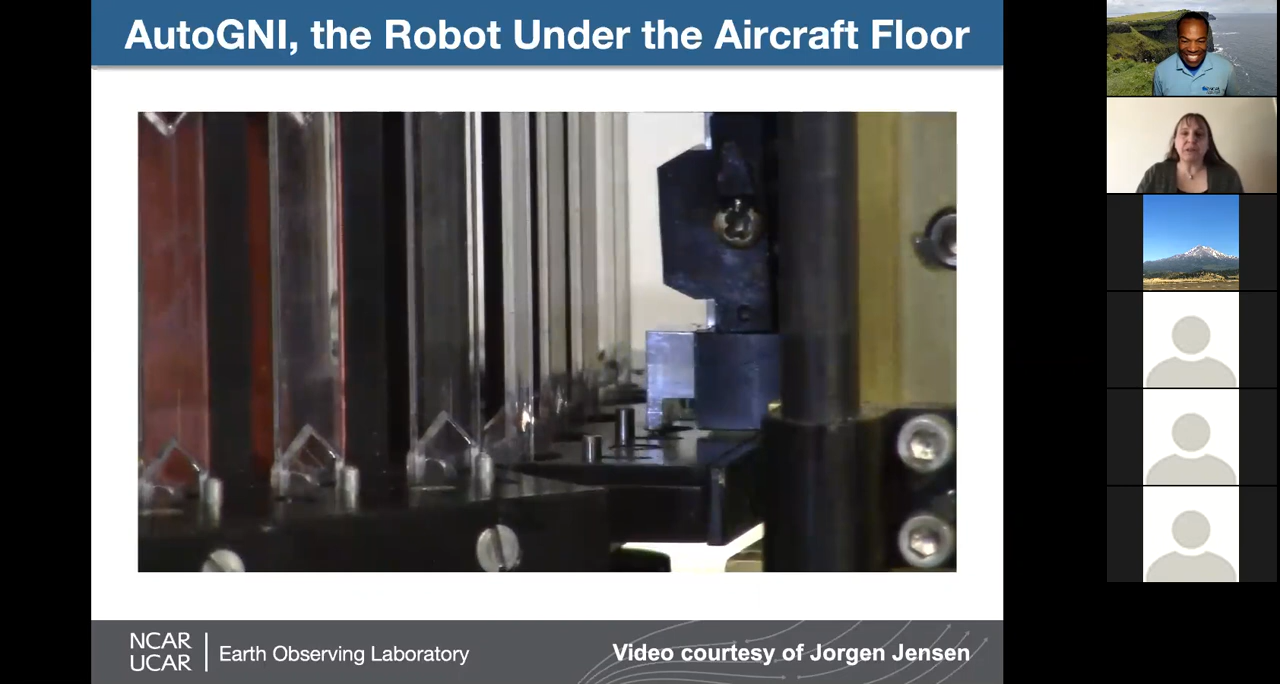 AutoGNI, the Robot Under the Aircraft Floor
NCAR
UCAR
Earth Observing Laboratory
Video courtesy of Jorgen Jensen